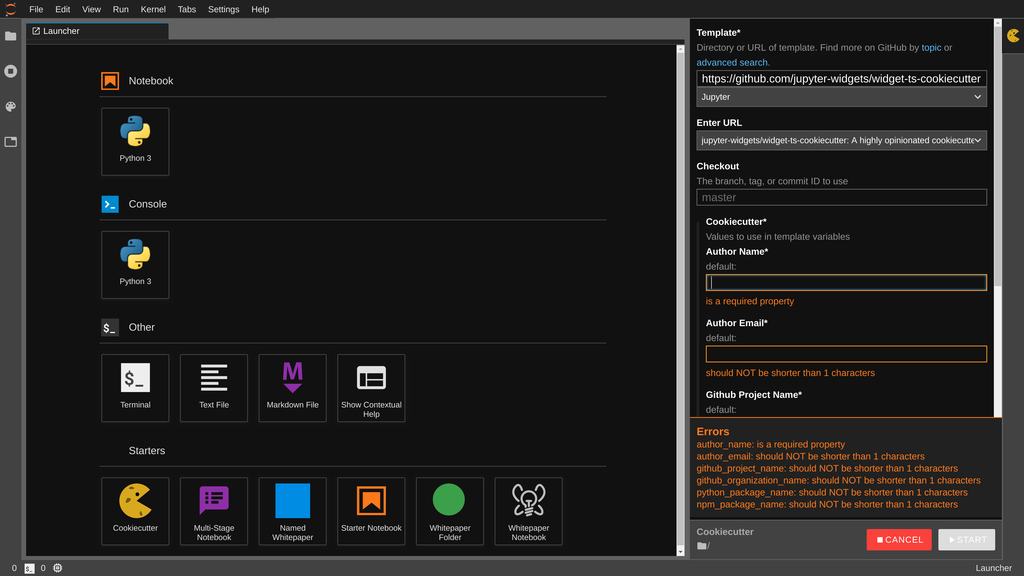 File Edit View Run Kernel Tabs Settings Help
Launcher
Notebook
Python 3
Console
Python 3
$_ Other
$_
Terminal
Text File
M
Markdown File
Show Contextual
Help
Starters
Cookiecutter
Multi-Stage
Notebook
Named
Whitepaper
Starter Notebook
Whitepaper
Folder
Whitepaper
Notebook
Template*
Directory or URL of template. Find more on GitHub by topic or
advanced search.
https://github.com/jupyter-widgets/widget-ts-cookiecutter
Jupyter
Enter URL
jupyter-widgets/widget-ts-cookiecutter: A highly opinionated cookiecutte
Checkout
The branch, tag, or commit ID to use
master
Cookiecutter*
Values to use in template variables
Author Name*
default:
is a required property
Author Email*
default:
should NOT be shorter than 1 characters
Github Project Name*
default:
Errors
author_name: is a required property
author_email: should NOT be shorter than 1 characters
github_project_name: should NOT be shorter than 1 characters
github_organization_name: should NOT be shorter than 1 characters
python_package_name: should NOT be shorter than 1 characters
npm_package_name: should NOT be shorter than 1 characters
Cookiecutter
/
CANCEL
START
0 $_ 0
Launcher